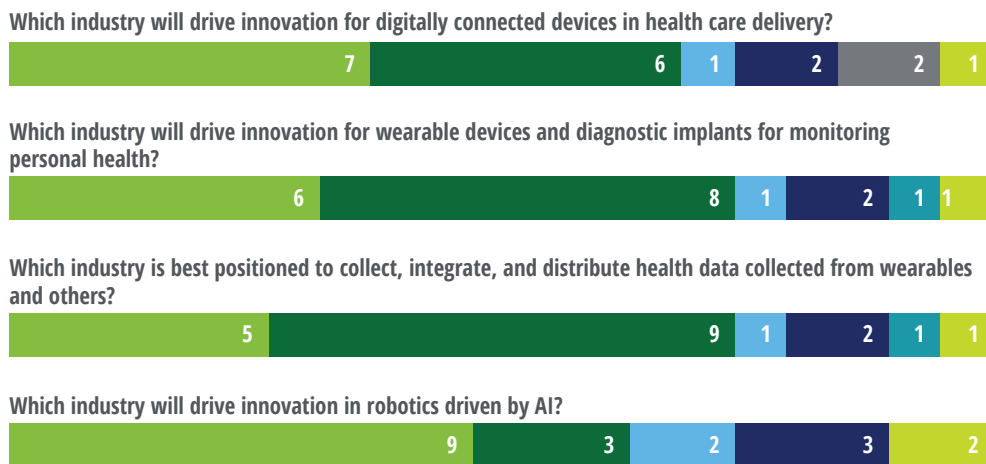 Which industry will drive innovation for digitally connected devices in health care delivery?
7 6 1 2 2 1
Which industry will drive innovation for wearable devices and diagnostic implants for monitoring
personal health?
6 8 1 2 1 1
Which industry is best positioned to collect, integrate, and distribute health data collected from wearables
and others?
5 9 1 2 1 1
Which industry will drive innovation in robotics driven by AI?
9 3 2 3 2